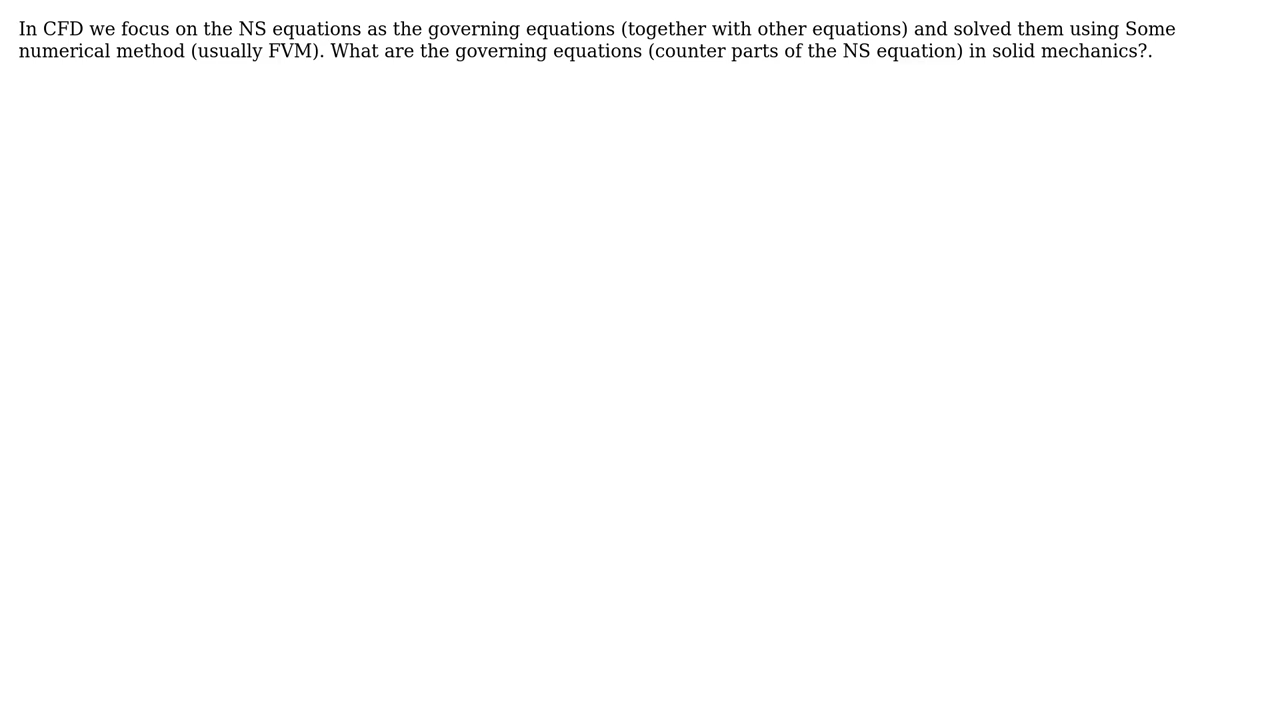 In CFD we focus on the NS equations as the governing equations (together with other equations) and solved them using Some
numerical method (usually FVM). What are the governing equations (counter parts of the NS equation) in solid mechanics?.